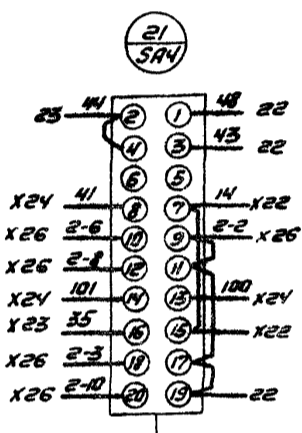 21
SA4
23 44 2 1 48 22
4 3 43 22
6 5
X24 41 8 7 14 X22
X26 2-6 10 9 2-2 X26
X26 2-8 12 11
X24 101 14 13 100 X24
X23 35 16 15 X22
X26 2-3 18 17
X26 2-10 20 19 22